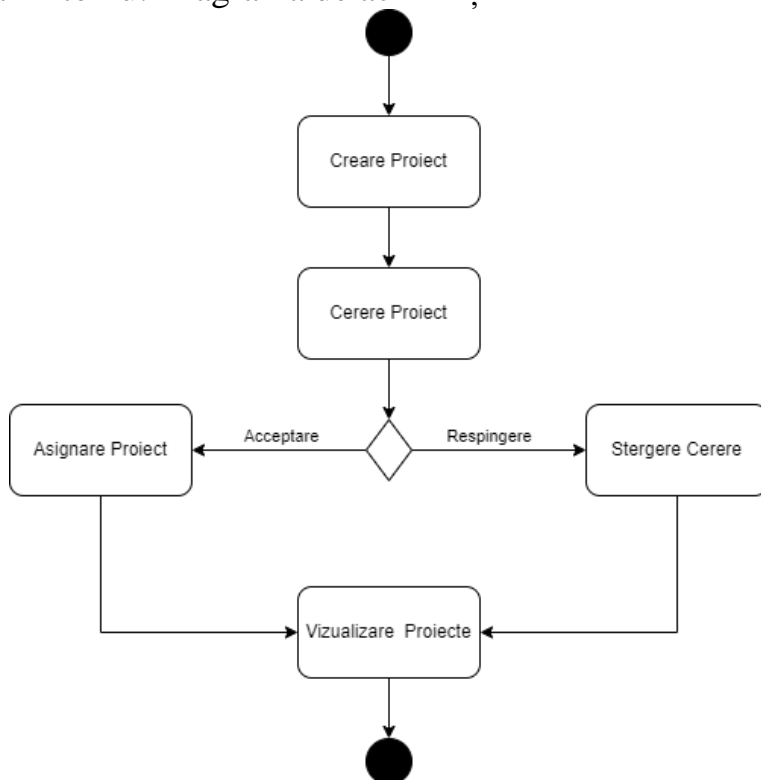 Creare Proiect
Cerere Proiect
Asignare Proiect
Acceptare
Respingere
Stergere Cerere
Vizualizare Proiecte